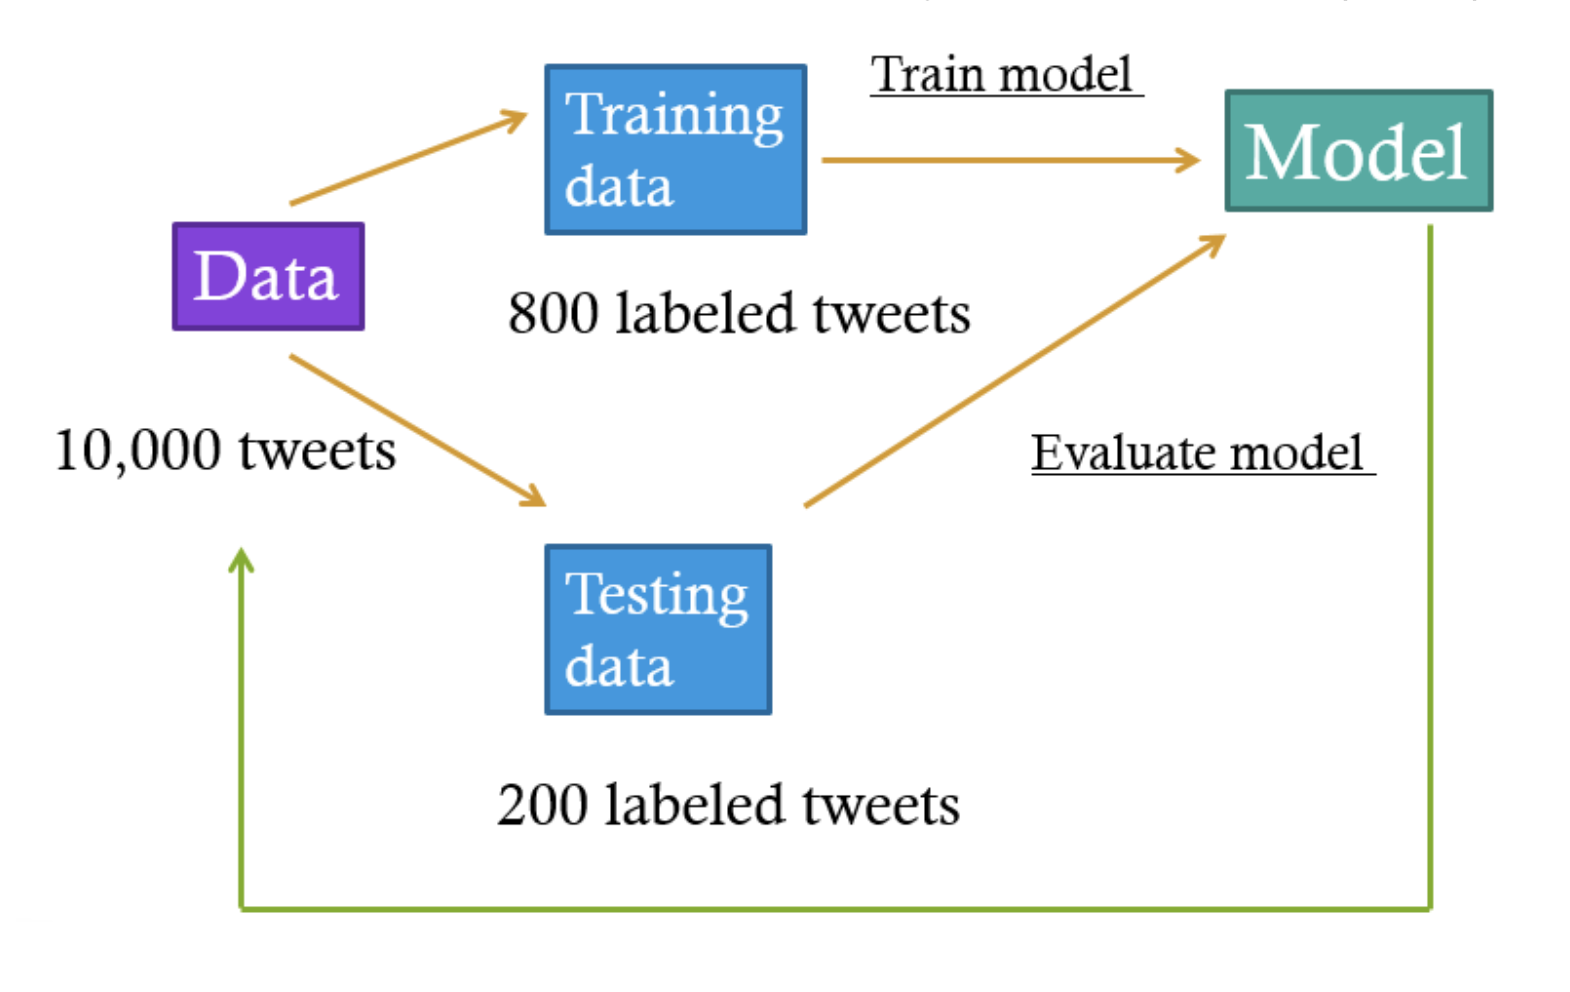 Train model
Training
data
Model
Data
800 labeled tweets
10,000 tweets
Evaluate model
Testing
data
200 labeled tweets